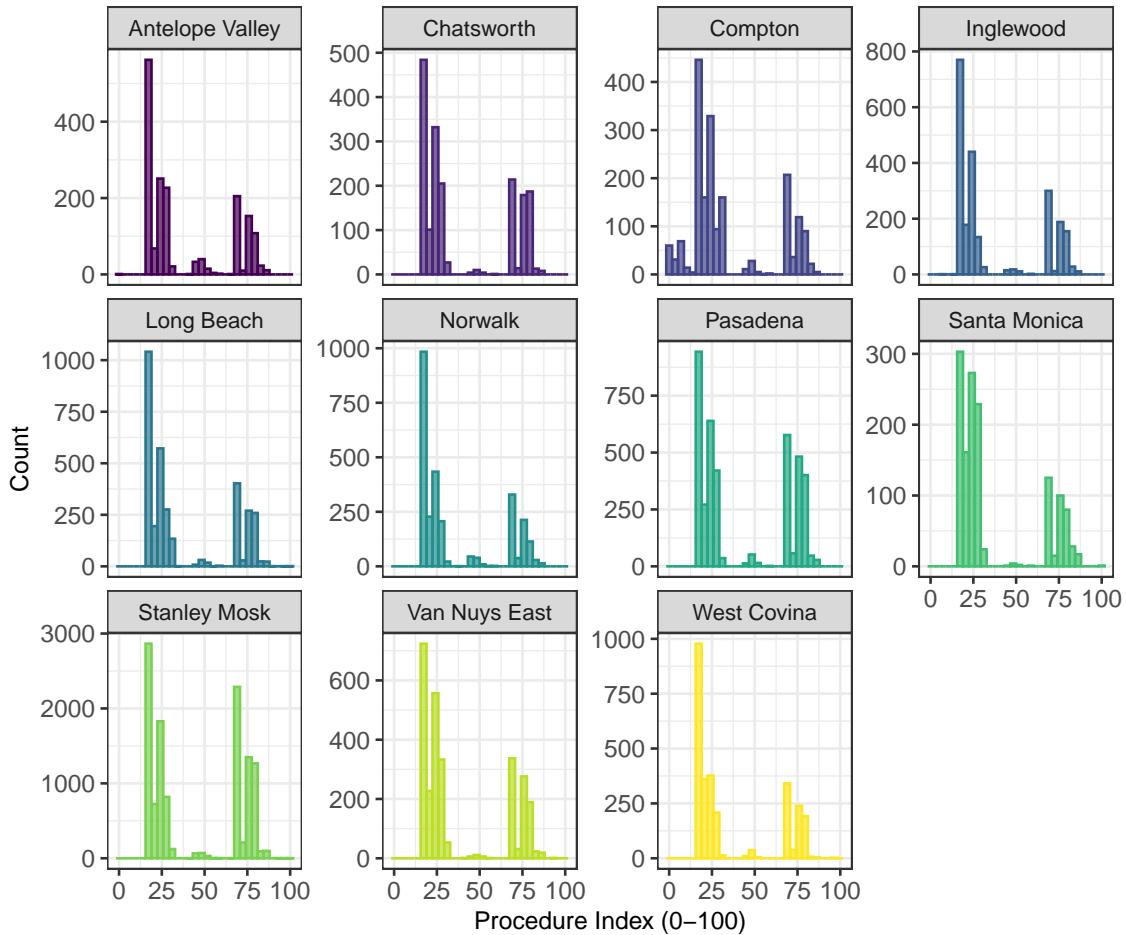 Antelope Valley
Chatsworth
Compton
Inglewood
400
200
0
500
400
300
200
100
0
400
300
200
100
0
800
600
400
200
0
Long Beach
Norwalk
Pasadena
Santa Monica
1000
750
500
250
0
1000
750
500
250
0
750
500
250
0
300
200
100
0
0 25 50 75 100
Stanley Mosk
Van Nuys East
West Covina
3000
2000
1000
0
600
400
200
0
1000
750
500
250
0
0 25 50 75 100
0 25 50 75 100
0 25 50 75 100
Count
Procedure Index (0−100)